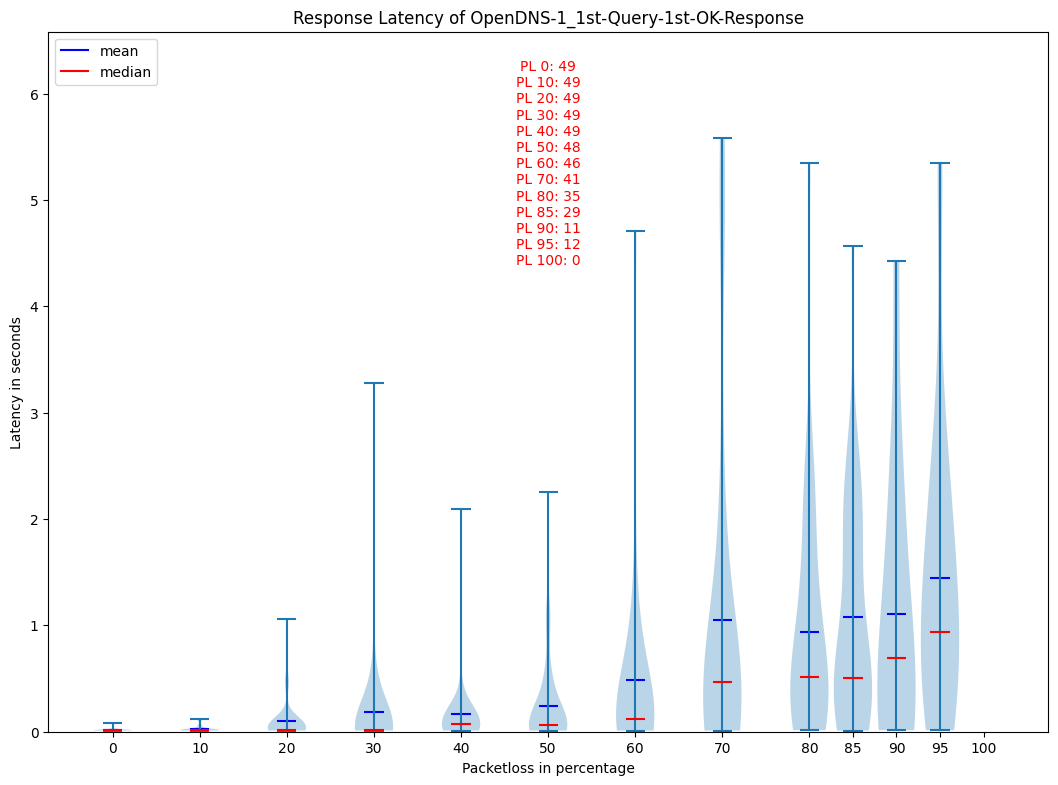 Response Latency of OpenDNS-1_1st-Query-1st-OK-Response
mean
median
PL 0: 49
PL 10: 49
PL 20: 49
PL 30: 49
PL 40: 49
PL 50: 48
PL 60: 46
PL 70: 41
PL 80: 35
PL 85: 29
PL 90: 11
PL 95: 12
PL 100: 0
Latency in seconds
6
5
4
3
2
1
0
0 10 20 30 40 50 60 70 80 85 90 95 100
Packetloss in percentage